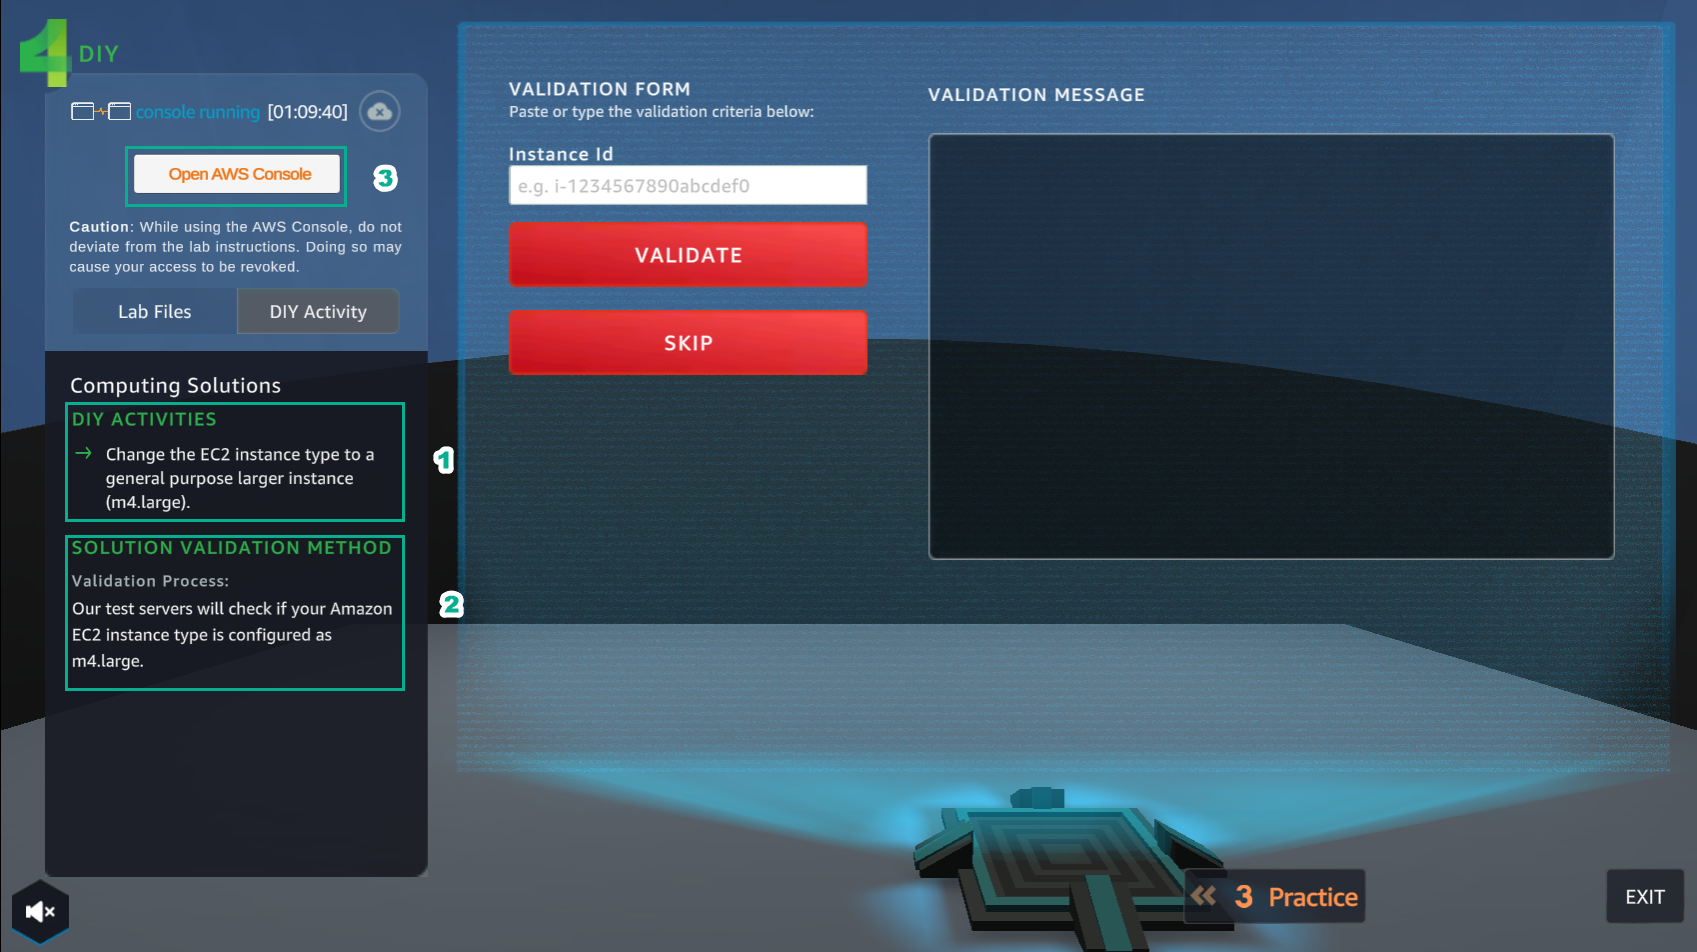 4 DIY
console running [01:09:40]
Open AWS Console
3
Caution: While using the AWS Console, do not
deviate from the lab instructions. Doing so may
cause your access to be revoked.
Lab Files
DIY Activity
Computing Solutions
DIY ACTIVITIES
→ Change the EC2 instance type to a
general purpose larger instance
(m4.large).
1
SOLUTION VALIDATION METHOD
Validation Process:
Our test servers will check if your Amazon
EC2 instance type is configured as
m4.large.
2
VALIDATION FORM
Paste or type the validation criteria below:
Instance Id
e.g. i-1234567890abcdef0
VALIDATE
SKIP
VALIDATION MESSAGE
3 Practice
EXIT